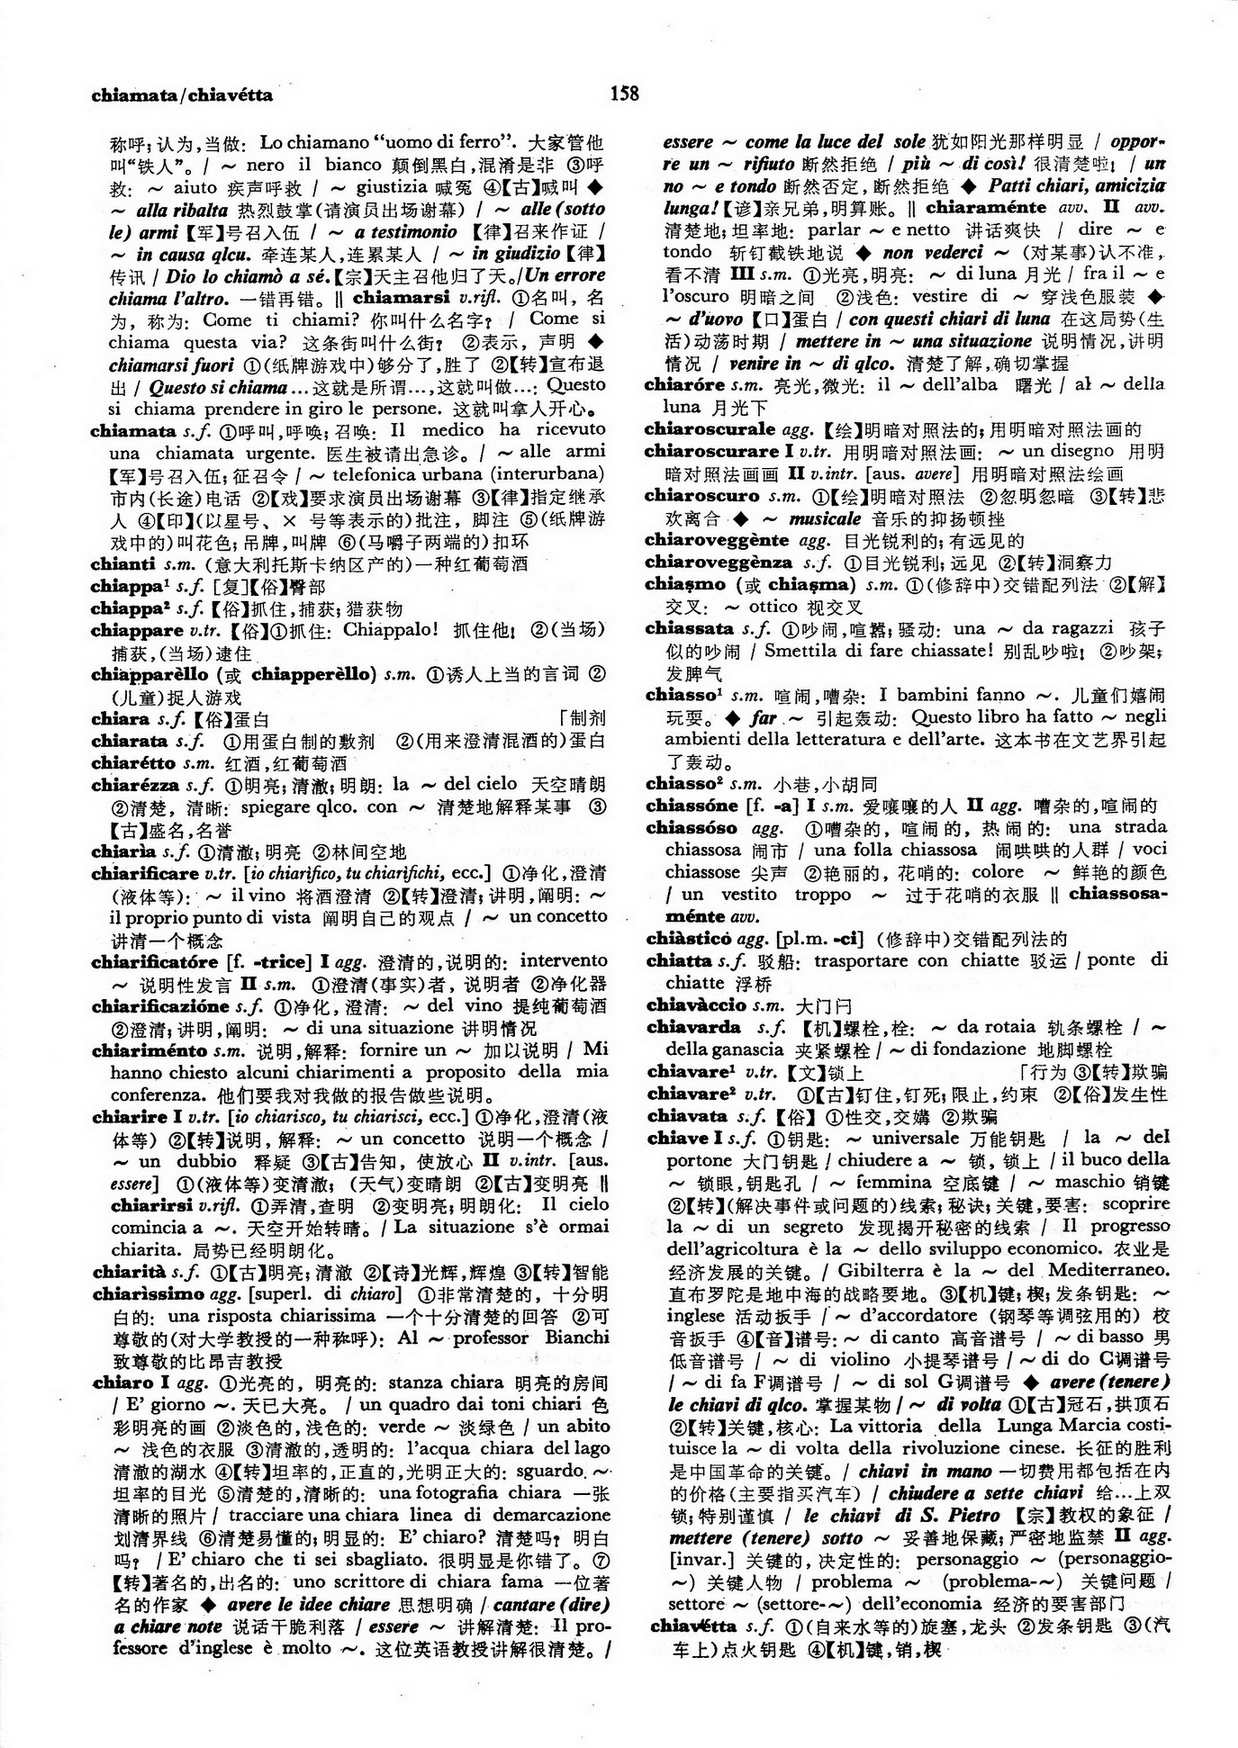 chiamata/chiavétta
158
称呼;认为,当做: Lo chiamano “uomo di ferro”. 大家管他
叫“铁人”。/ ~ nero il bianco 颠倒黑白,混淆是非 ③呼
救: ~ aiuto 疾声呼救 / ~ giustizia 喊冤 ④【古】喊叫 ◆
~ alla ribalta 热烈鼓掌(请演员出场谢幕) / ~ alle (sotto
le) armi【军】号召入伍 / ~ a testimonio 【律】召来作证 /
~ in causa qlcu. 牵连某人,连累某人 / ~ in giudizio【律】
传讯 / Dio lo chiamò a sé.【宗】天主召他归了天。/Un errore
chiama l'altro. 一错再错。‖ chiamarsi v.rifl. ①名叫, 名
为, 称为: Come ti chiami? 你叫什么名字? / Come si
chiama questa via? 这条街叫什么街? ②表示, 声明 ◆
chiamarsi fuori ①(纸牌游戏中)够分了,胜了 ②【转】宣布退
出 / Questo si chiama ... 这就是所谓...,这就叫做...: Questo
si chiama prendere in giro le persone. 这就叫拿人开心。
chiamata s.f. ①呼叫,呼唤; 召唤: Il medico ha ricevuto
una chiamata urgente. 医生被请出急诊。/ ~ alle armi
【军】号召入伍; 征召令 / ~ telefonica urbana (interurbana)
市内(长途)电话 ②【戏】要求演员出场谢幕 ③【律】指定继承
人 ④【印】(以星号、× 号等表示的)批注, 脚注 ⑤(纸牌游
戏中的)叫花色; 吊牌,叫牌 ⑥(马嚼子两端的)扣环
chianti s.m. (意大利托斯卡纳区产的)一种红葡萄酒
chiappa¹ s.f. [复]【俗】臀部
chiappa² s.f.【俗】抓住,捕获; 猎获物
chiappare v.tr. 【俗】①抓住: Chiappalo! 抓住他! ②(当场)
捕获,(当场)逮住
chiapparèllo (或 chiapperèllo) s.m. ①诱人上当的言词 ②
(儿童)捉人游戏
chiara s.f.【俗】蛋白 「制剂
chiarata s.f. ①用蛋白制的敷剂 ②(用来澄清混酒的)蛋白
chiarétto s.m. 红酒,红葡萄酒
chiarézza s.f. ①明亮; 清澈; 明朗: la ~ del cielo 天空晴朗
②清楚, 清晰: spiegare qlco. con ~ 清楚地解释某事 ③
【古】盛名,名誉
chiarìa s.f. ①清澈; 明亮 ②林间空地
chiarificare v.tr. [io chiarìfico, tu chiarìfichi, ecc.] ①净化,澄清
(液体等): ~ il vino 将酒澄清 ②【转】澄清; 讲明,阐明: ~
il proprio punto di vista 阐明自己的观点 / ~ un concetto
讲清一个概念
chiarificatóre [f. -trice] I agg. 澄清的,说明的: intervento
~ 说明性发言 II s.m. ①澄清(事实)者, 说明者 ②净化器
chiarificazióne s.f. ①净化, 澄清: ~ del vino 提纯葡萄酒
②澄清; 讲明,阐明: ~ di una situazione 讲明情况
chiariménto s.m. 说明,解释: fornire un ~ 加以说明 / Mi
hanno chiesto alcuni chiarimenti a proposito della mia
conferenza. 他们要我对我做的报告做些说明。
chiarire I v.tr. [io chiarisco, tu chiarisci, ecc.] ①净化,澄清(液
体等) ②【转】说明, 解释: ~ un concetto 说明一个概念 /
~ un dubbio 释疑 ③【古】告知, 使放心 II v.intr. [aus.
essere] ①(液体等)变清澈; (天气)变晴朗 ②【古】变明亮 ‖
chiarirsi v.rifl. ①弄清,查明 ②变明亮; 明朗化: Il cielo
comincia a ~. 天空开始转晴。/ La situazione s'è ormai
chiarita. 局势已经明朗化。
chiarità s.f. ①【古】明亮; 清澈 ②【诗】光辉,辉煌 ③【转】智能
chiarìssimo agg. [superl. di chiaro] ①非常清楚的, 十分明
白的: una risposta chiarissima 一个十分清楚的回答 ②可
尊敬的(对大学教授的一种称呼): Al ~ professor Bianchi
致尊敬的比昂吉教授
chiaro I agg. ①光亮的, 明亮的: stanza chiara 明亮的房间
/ E' giorno ~. 天已大亮。 / un quadro dai toni chiari 色
彩明亮的画 ②淡色的, 浅色的: verde ~ 淡绿色 / un abito
~ 浅色的衣服 ③清澈的,透明的: l'acqua chiara del lago
清澈的湖水 ④【转】坦率的,正直的,光明正大的: sguardo ~
坦率的目光 ⑤清楚的,清晰的: una fotografia chiara 一张
清晰的照片 / tracciare una chiara linea di demarcazione
划清界线 ⑥清楚易懂的; 明显的: E' chiaro? 清楚吗? 明白
吗? / E' chiaro che ti sei sbagliato. 很明显是你错了。⑦
【转】著名的,出名的: uno scrittore di chiara fama 一位著
名的作家 ◆ avere le idee chiare 思想明确 / cantare (dire)
a chiare note 说话干脆利落 / essere ~ 讲解清楚: Il pro-
fessore d'inglese è molto ~. 这位英语教授讲解很清楚。/
essere ~ come la luce del sole 犹如阳光那样明显 / oppor-
re un ~ rifiuto 断然拒绝 / più ~ di così! 很清楚啦! / un
no ~ e tondo 断然否定, 断然拒绝 ◆ Patti chiari, amicizia
lunga!【谚】亲兄弟,明算账。‖ chiaraménte avv. II avv.
清楚地; 坦率地: parlar ~ e netto 讲话爽快 / dire ~ e
tondo 斩钉截铁地说 ◆ non vederci ~ (对某事)认不准,
看不清 III s.m. ①光亮,明亮: ~ di luna 月光 / fra il ~ e
l'oscuro 明暗之间 ②浅色: vestire di ~ 穿浅色服装 ◆
~ d'uovo【口】蛋白 / con questi chiari di luna 在这局势(生
活)动荡时期 / mettere in ~ una situazione 说明情况,讲明
情况 / venire in ~ di qlco. 清楚了解,确切掌握
chiaróre s.m. 亮光,微光: il ~ dell'alba 曙光 / al ~ della
luna 月光下
chiaroscurale agg. 【绘】明暗对照法的; 用明暗对照法画的
chiaroscurare I v.tr. 用明暗对照法画: ~ un disegno 用明
暗对照法画画 II v.intr. [aus. avere] 用明暗对照法绘画
chiaroscuro s.m. ①【绘】明暗对照法 ②忽明忽暗 ③【转】悲
欢离合 ◆ ~ musicale 音乐的抑扬顿挫
chiaroveggènte agg. 目光锐利的; 有远见的
chiaroveggènza s.f. ①目光锐利; 远见 ②【转】洞察力
chiaṣmo (或 chiaṣma) s.m. ①(修辞中)交错配列法 ②【解】
交叉: ~ ottico 视交叉
chiassata s.f. ①吵闹,喧嚣; 骚动: una ~ da ragazzi 孩子
似的吵闹 / Smettila di fare chiassate! 别乱吵啦! ②吵架;
发脾气
chiasso¹ s.m. 喧闹,嘈杂: I bambini fanno ~. 儿童们嬉闹
玩耍。◆ far ~ 引起轰动: Questo libro ha fatto ~ negli
ambienti della letteratura e dell'arte. 这本书在文艺界引起
了轰动。
chiasso² s.m. 小巷,小胡同
chiassóne [f. -a] I s.m. 爱嚷嚷的人 II agg. 嘈杂的,喧闹的
chiassóso agg. ①嘈杂的, 喧闹的, 热闹的: una strada
chiassosa 闹市 / una folla chiassosa 闹哄哄的人群 / voci
chiassose 尖声 ②艳丽的, 花哨的: colore ~ 鲜艳的颜色
/ un vestito troppo ~ 过于花哨的衣服 ‖ chiassosa-
ménte avv.
chiàstico agg. [pl.m. -ci] (修辞中)交错配列法的
chiatta s.f. 驳船: trasportare con chiatte 驳运 / ponte di
chiatte 浮桥
chiavàccio s.m. 大门闩
chiavarda s.f. 【机】螺栓,栓: ~ da rotaia 轨条螺栓 / ~
della ganascia 夹紧螺栓 / ~ di fondazione 地脚螺栓
chiavare¹ v.tr. 【文】锁上 「行为 ③【转】欺骗
chiavare² v.tr. ①【古】钉住,钉死; 限止,约束 ②【俗】发生性
chiavata s.f.【俗】①性交,交媾 ②欺骗
chiave I s.f. ①钥匙: ~ universale 万能钥匙 / la ~ del
portone 大门钥匙 / chiudere a ~ 锁, 锁上 / il buco della
~ 锁眼,钥匙孔 / ~ femmina 空底键 / ~ maschio 销键
②【转】(解决事件或问题的)线索; 秘诀; 关键,要害: scoprire
la ~ di un segreto 发现揭开秘密的线索 / Il progresso
dell'agricoltura è la ~ dello sviluppo economico. 农业是
经济发展的关键。/ Gibilterra è la ~ del Mediterraneo.
直布罗陀是地中海的战略要地。③【机】键; 楔; 发条钥匙: ~
inglese 活动扳手 / ~ d'accordatore (钢琴等调弦用的) 校
音扳手 ④【音】谱号: ~ di canto 高音谱号 / ~ di basso 男
低音谱号 / ~ di violino 小提琴谱号 / ~ di do C调谱号
/ ~ di fa F调谱号 / ~ di sol G调谱号 ◆ avere (tenere)
le chiavi di qlco. 掌握某物 / ~ di volta ①【古】冠石,拱顶石
②【转】关键,核心: La vittoria della Lunga Marcia costi-
tuisce la ~ di volta della rivoluzione cinese. 长征的胜利
是中国革命的关键。/ chiavi in mano 一切费用都包括在内
的价格(主要指买汽车) / chiudere a sette chiavi 给...上双
锁; 特别谨慎 / le chiavi di S. Pietro 【宗】教权的象征 /
mettere (tenere) sotto ~ 妥善地保藏; 严密地监禁 II agg.
[invar.] 关键的, 决定性的: personaggio ~ (personaggio-
~) 关键人物 / problema ~ (problema-~) 关键问题 /
settore ~ (settore-~) dell'economia 经济的要害部门
chiavétta s.f. ①(自来水等的)旋塞,龙头 ②发条钥匙 ③(汽
车上)点火钥匙 ④【机】键,销,楔